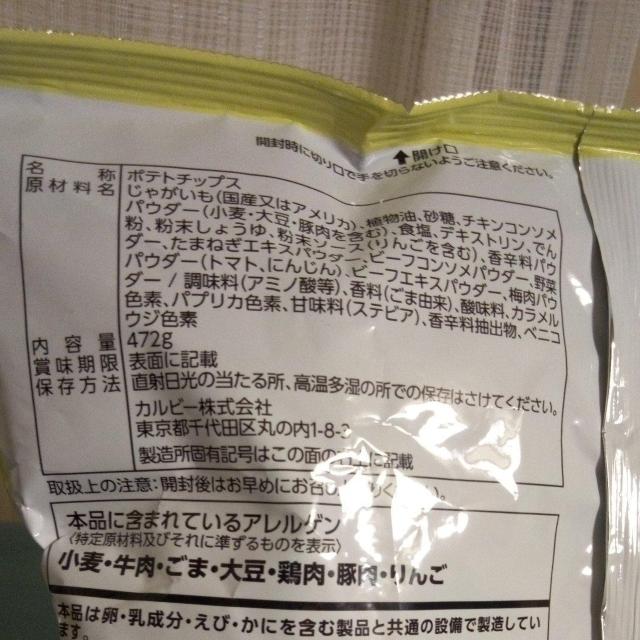 開け口
開封時に切り口で手を切らないようご注意ください。
名称 ポテトチップス
原材料名 じゃがいも(国産又はアメリカ)、植物油、砂糖、チキンコンソメ
パウダー(小麦・大豆・豚肉を含む)、食塩、デキストリン、でん
粉、粉末しょうゆ、粉末ソース(りんごを含む)、香辛料、パウ
ダー、たまねぎエキスパウダー、ビーフコンソメパウダー、野菜
パウダー(トマト、にんじん)、ビーフエキスパウダー、梅肉パウ
ダー / 調味料(アミノ酸等)、香料(ごま由来)、酸味料、カラメル
色素、パプリカ色素、甘味料(ステビア)、香辛料抽出物、ベニコ
ウジ色素
内容量 472g
賞味期限 表面に記載
保存方法 直射日光の当たる所、高温多湿の所での保存はさけてください。
カルビー株式会社
東京都千代田区丸の内1-8-3
製造所固有記号はこの面の に記載
取扱上の注意:開封後はお早めにお召し ください。
本品に含まれているアレルゲン
〈特定原材料及びそれに準ずるものを表示〉
小麦・牛肉・ごま・大豆・鶏肉・豚肉・りんご
本品は卵・乳成分・えび・かにを含む製品と共通の設備で製造してい
ます。